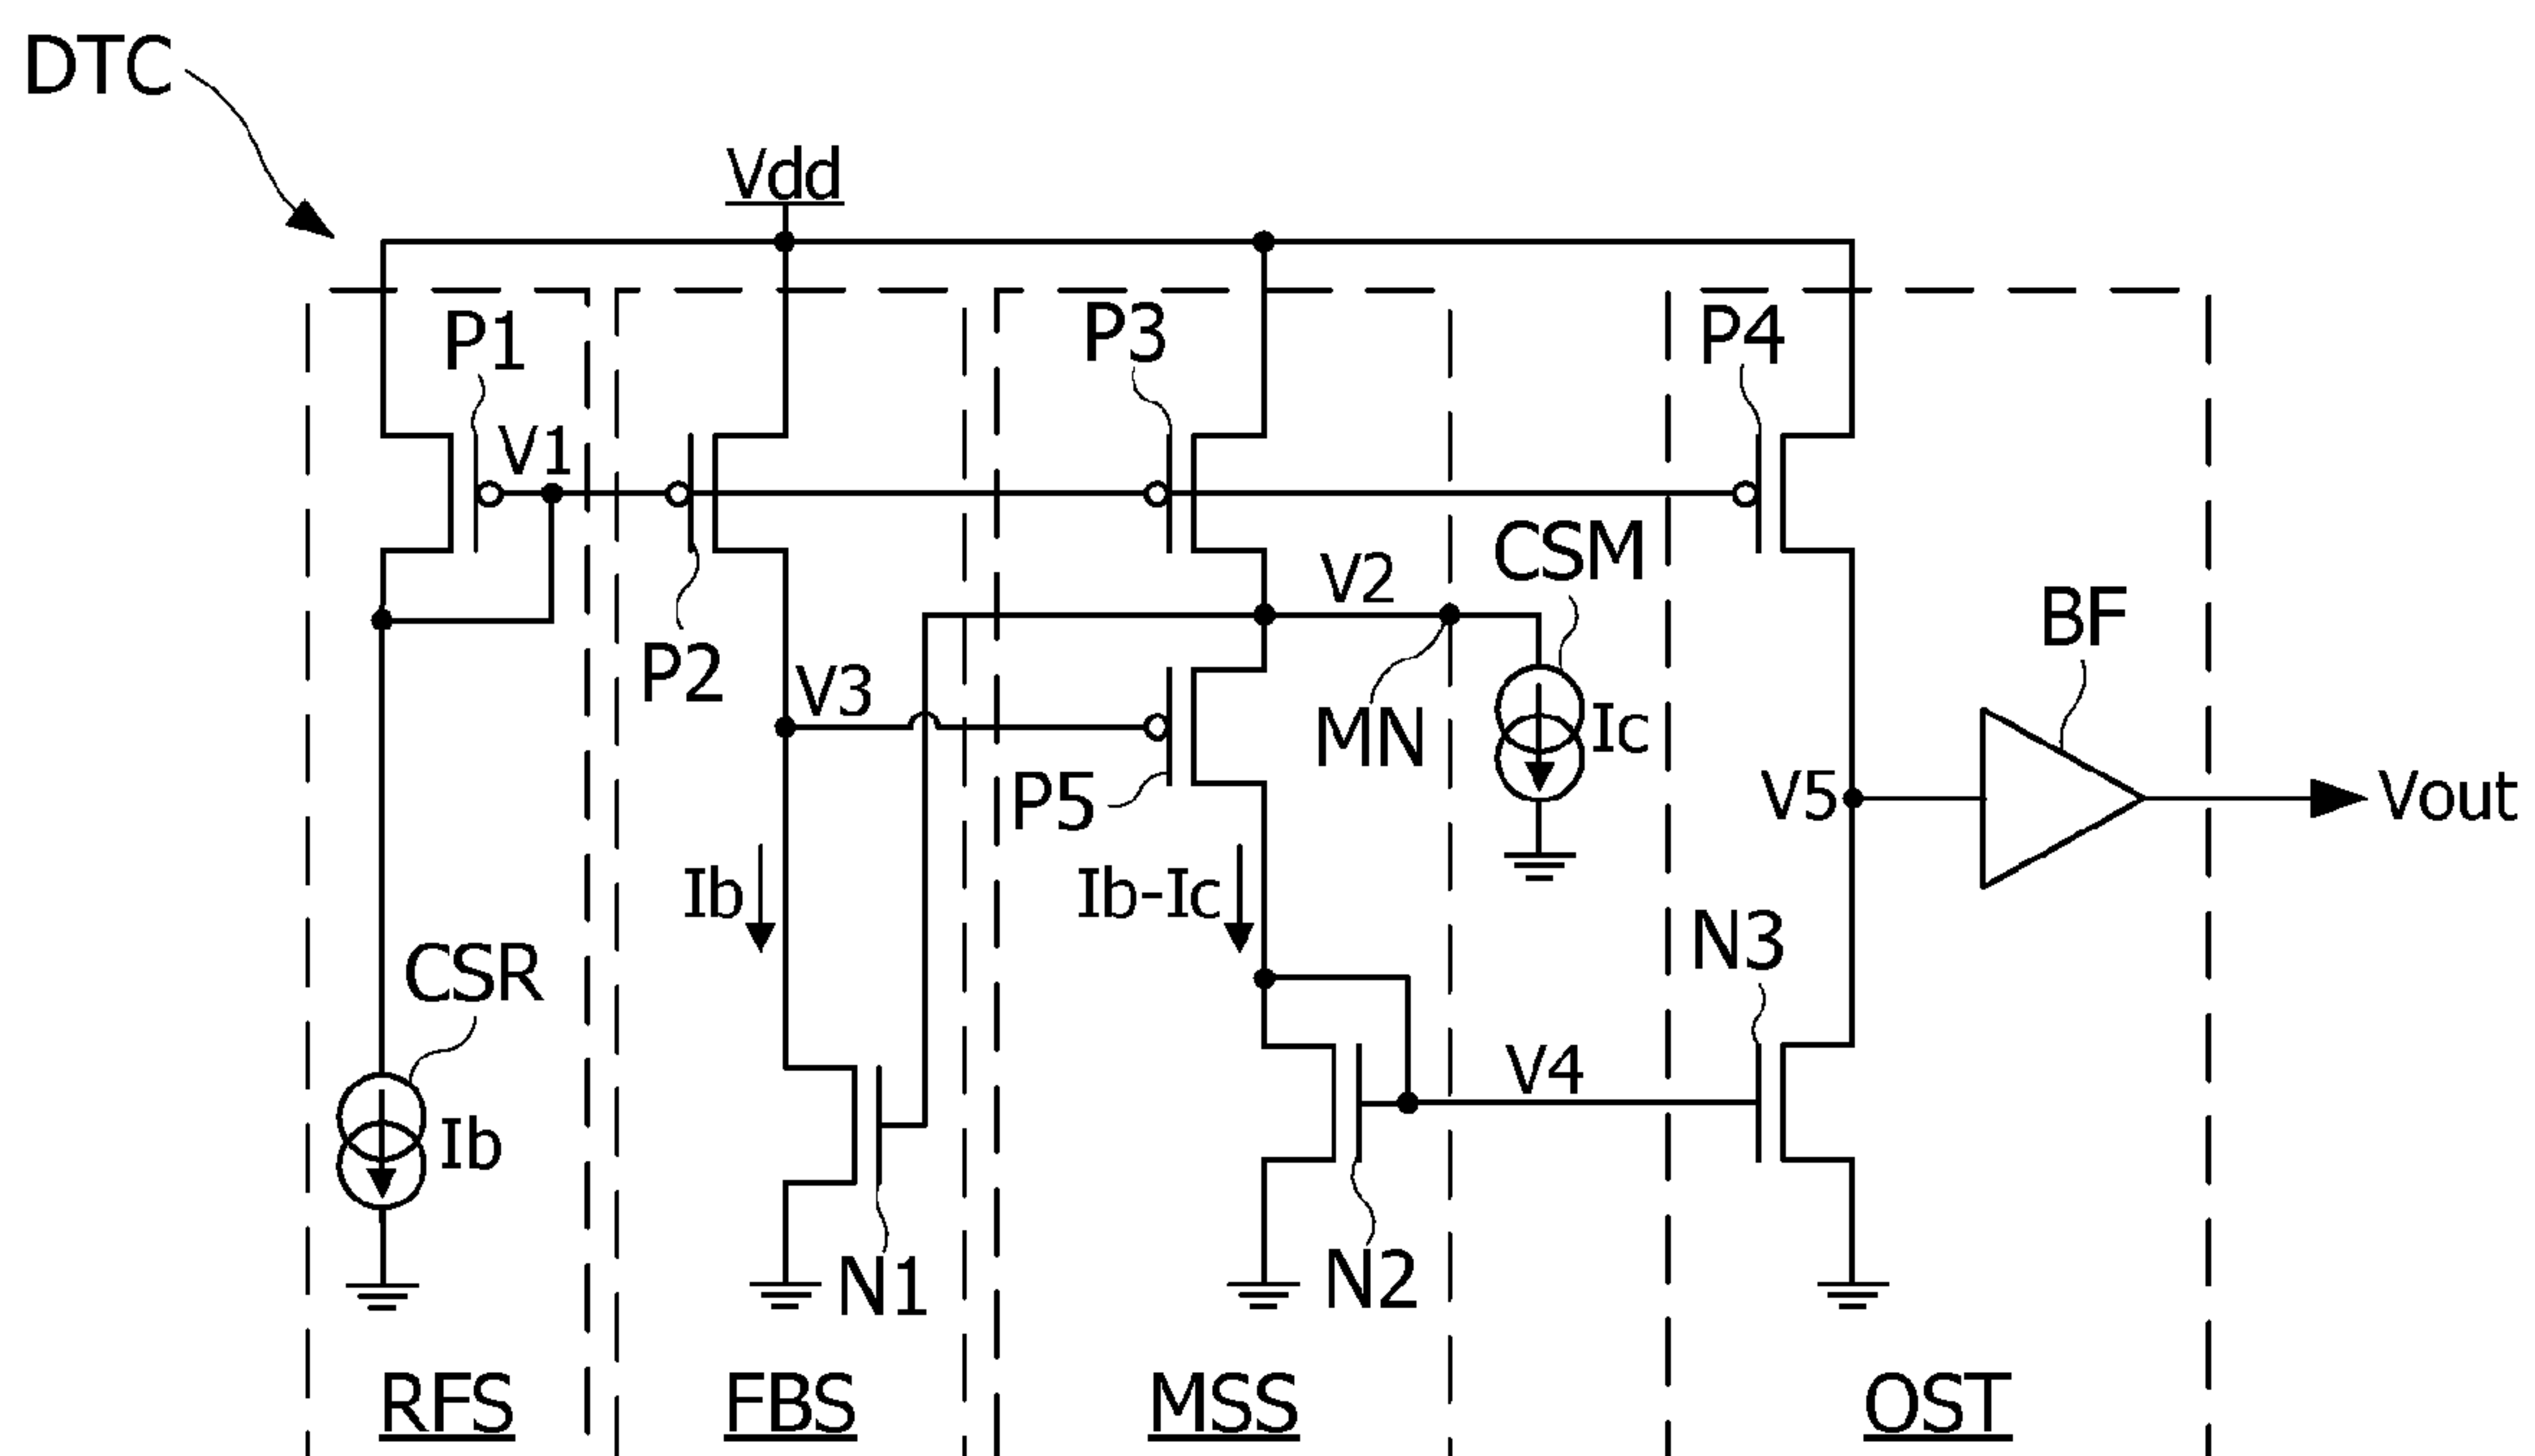 DTC
Vdd
P1
P3
P4
V1
CSM
V2
BF
P2
V3
MN
Ic
P5
V5
Vout
Ib
Ib-Ic
N3
CSR
V4
Ib
N1
N2
RFS
FBS
MSS
OST